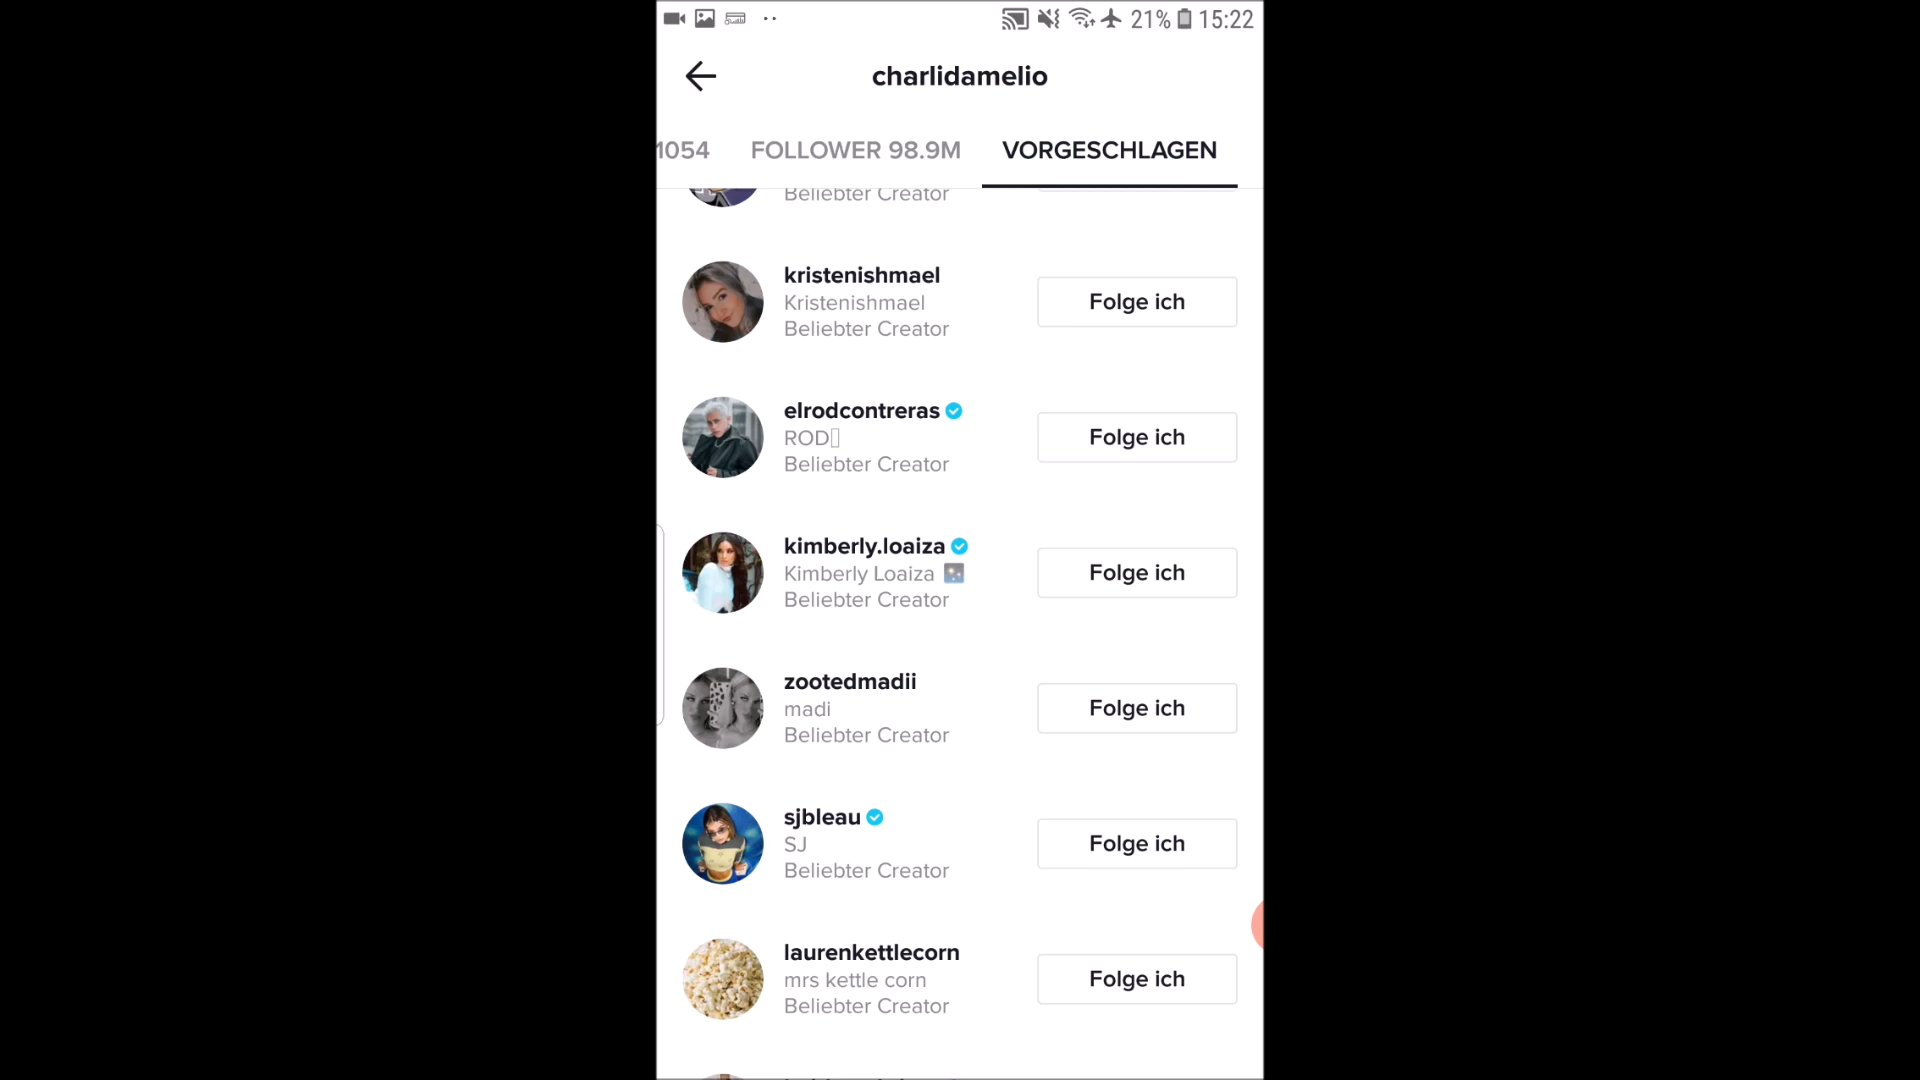 21% 15:22
charlidamelio
1054 FOLLOWER 98.9M VORGESCHLAGEN
Beliebter Creator
kristenishmael
Kristenishmael
Beliebter Creator
Folge ich
elrodcontreras
ROD
Beliebter Creator
Folge ich
kimberly.loaiza
Kimberly Loaiza
Beliebter Creator
Folge ich
zootedmadii
madi
Beliebter Creator
Folge ich
sjbleau
SJ
Beliebter Creator
Folge ich
laurenkettlecorn
mrs kettle corn
Beliebter Creator
Folge ich